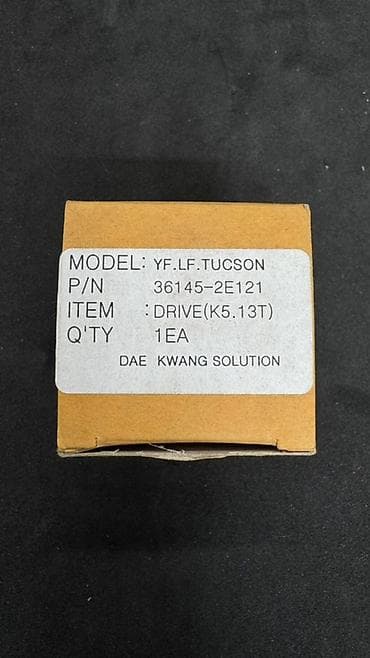 MODEL: YF.LF.TUCSON
P/N 36145-2E121
ITEM :DRIVE(K5.13T)
Q'TY 1EA
DAE KWANG SOLUTION